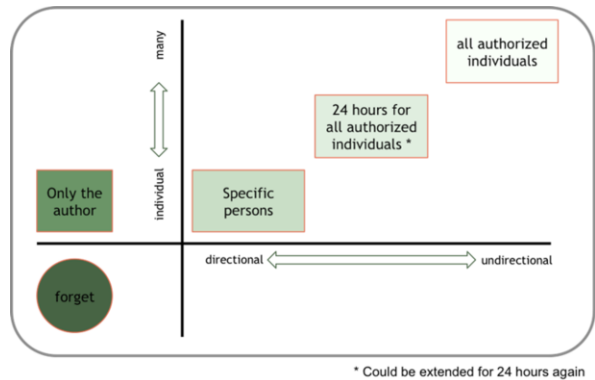 many
all authorized
individuals
24 hours for
all authorized
individuals *
individual
Only the
author
Specific
persons
directional
undirectional
forget
* Could be extended for 24 hours again